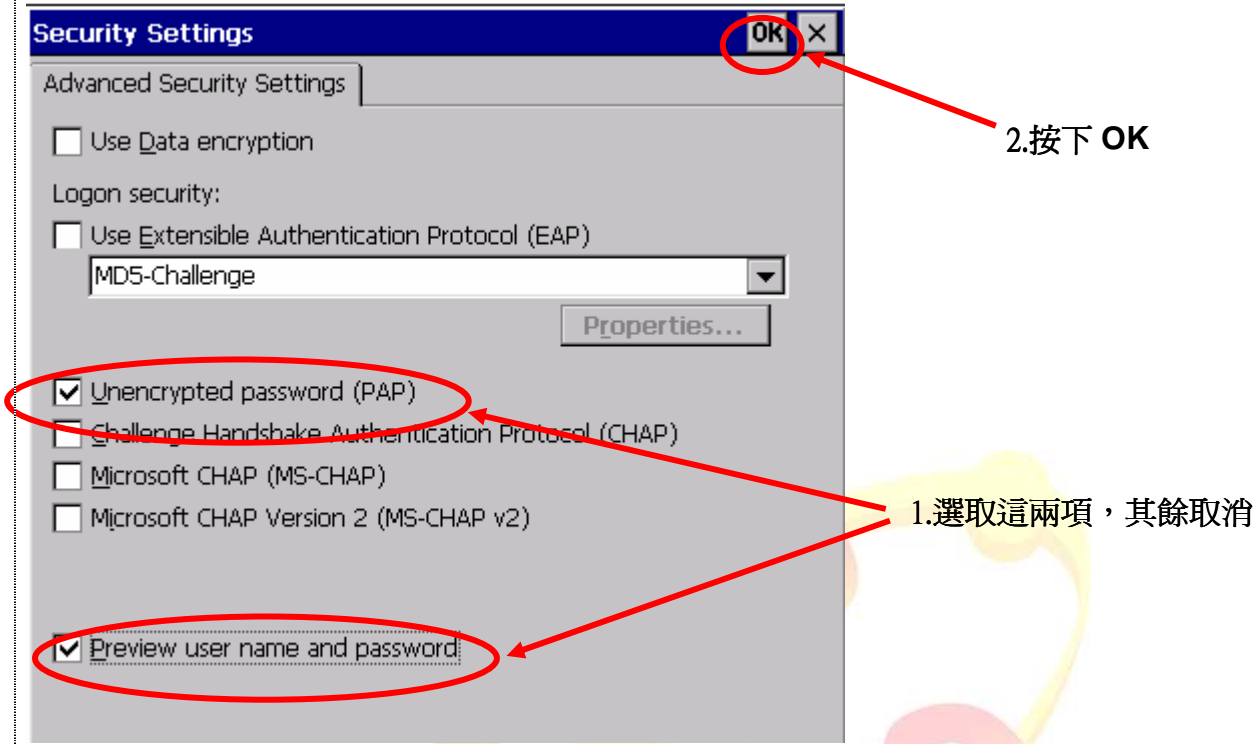 Security Settings
OK ×
Advanced Security Settings
Use Data encryption
2.按下 OK
Logon security:
Use Extensible Authentication Protocol (EAP)
MD5-Challenge
Properties...
Unencrypted password (PAP)
Challenge Handshake Authentication Protocol (CHAP)
Microsoft CHAP (MS-CHAP)
1.選取這兩項，其餘取消
Microsoft CHAP Version 2 (MS-CHAP v2)
Preview user name and password